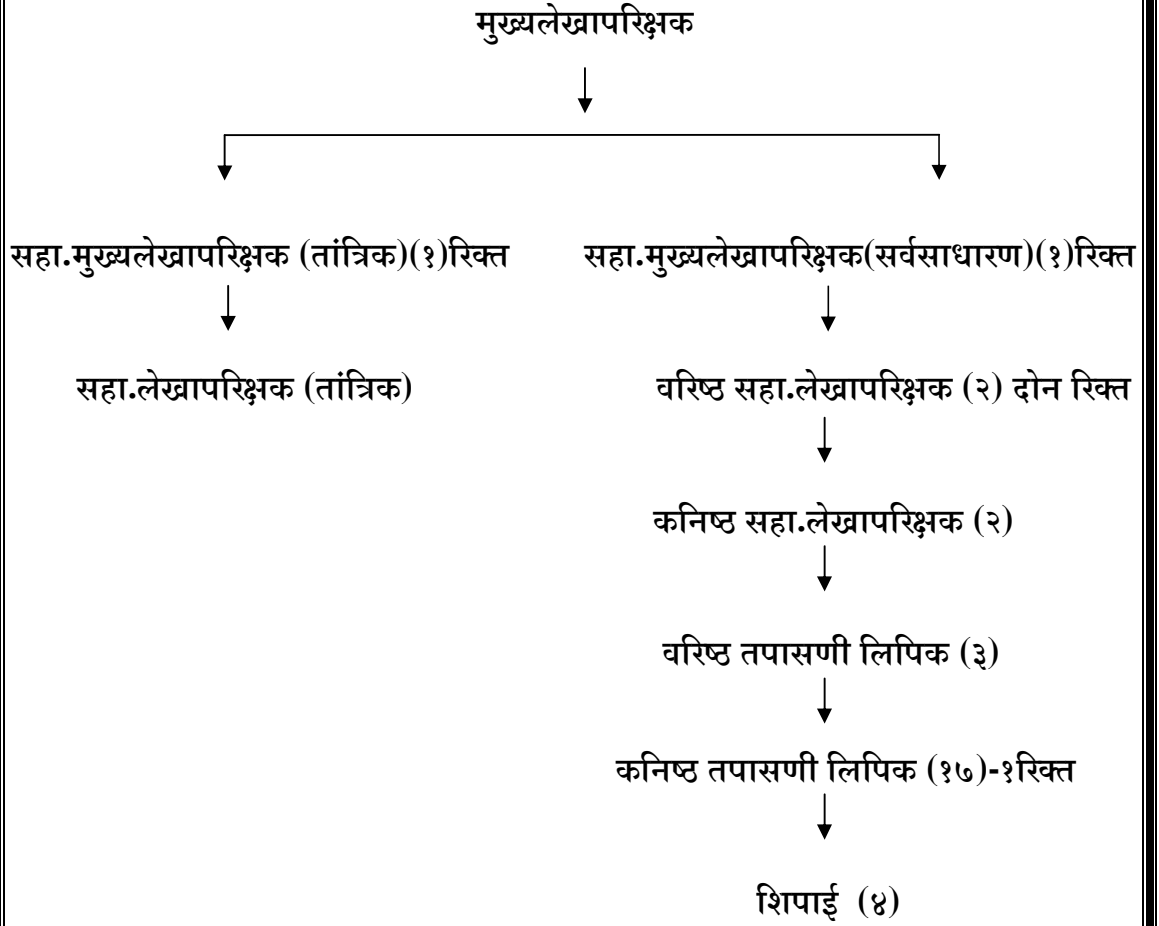 मुख्यलेखापरिक्षक
सहा.मुख्यलेखापरिक्षक (तांत्रिक)(१)रिक्त सहा.मुख्यलेखापरिक्षक(सर्वसाधारण)(१)रिक्त
सहा.लेखापरिक्षक (तांत्रिक) वरिष्ठ सहा.लेखापरिक्षक (२) दोन रिक्त
कनिष्ठ सहा.लेखापरिक्षक (२)
वरिष्ठ तपासणी लिपिक (३)
कनिष्ठ तपासणी लिपिक (१७)-१रिक्त
शिपाई (४)